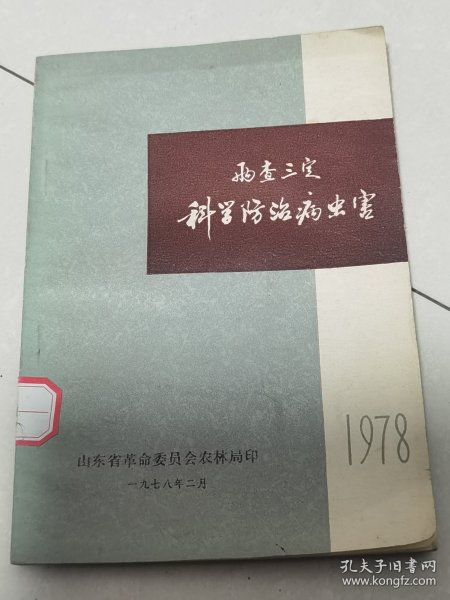 两查三定
科学防治病虫害
1978
山东省革命委员会农林局印
一九七八年二月
孔夫子旧书网
www.kongfz.com